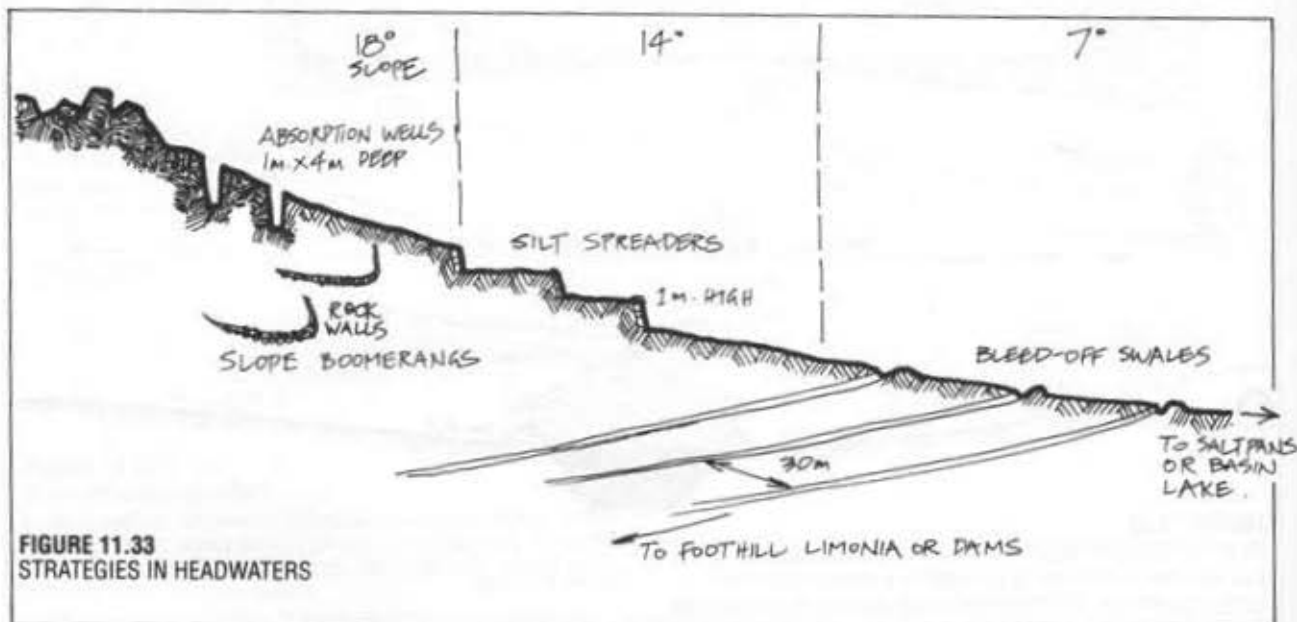 18°
SLOPE
14°
7°
ABSORPTION WELLS
1m. X 4m DEEP
SILT SPREADERS
1m. HIGH
ROCK
WALLS
SLOPE BOOMERANGS
BLEED-OFF SWALES
30m
TO SALTPANS
OR BASIN
LAKE.
TO FOOTHILL LIMONIA OR DAMS
FIGURE 11.33
STRATEGIES IN HEADWATERS